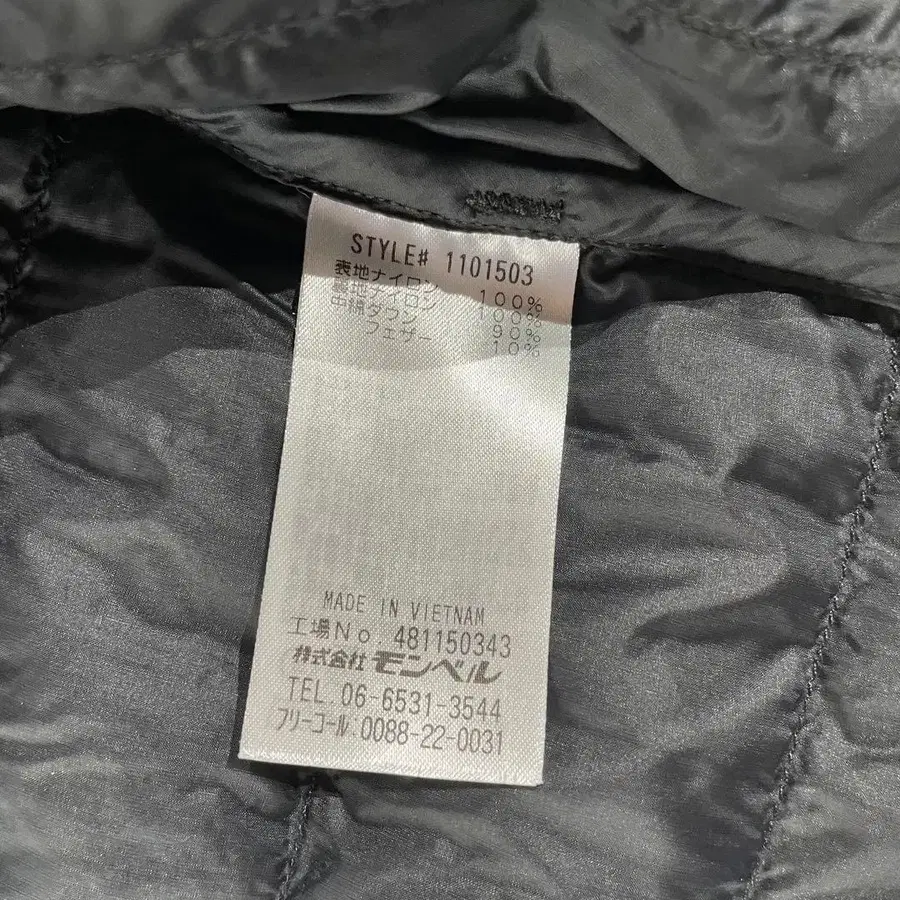 STYLE# 1101503
表地ナイロン 100%
裏地ナイロン 100%
中綿ダウン 90%
フェザー 10%
MADE IN VIETNAM
工場No. 481150343
株式会社 モンベル
TEL. 06-6531-3544
フリーコール:0088-22-0031